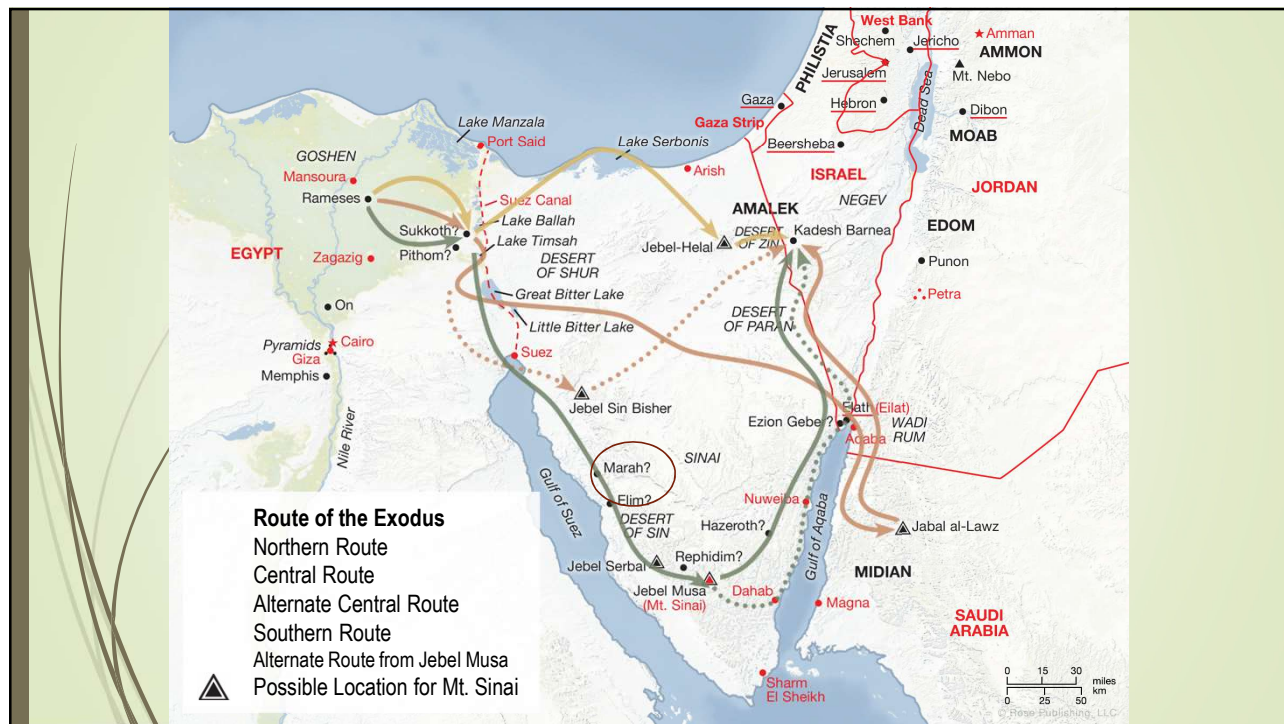 West Bank
Shechem
Jericho
Amman
AMMON
PHILISTIA
Jerusalem
Mt. Nebo
Gaza
Hebron
Dead Sea
Dibon
Gaza Strip
MOAB
Lake Manzala
Port Said
Lake Serbonis
Beersheba
GOSHEN
Mansoura
Arish
ISRAEL
JORDAN
Rameses
Suez Canal
AMALEK
NEGEV
Lake Ballah
Sukkoth?
Jebel-Helal
DESERT
OF ZIN
Kadesh Barnea
EDOM
EGYPT
Pithom?
Lake Timsah
Zagazig
DESERT
OF SHUR
Punon
Great Bitter Lake
Petra
On
DESERT
OF PARAN
Little Bitter Lake
Pyramids
Cairo
Giza
Suez
Memphis
Jebel Sin Bisher
Elath (Eilat)
Ezion Geber?
WADI
RUM
Aqaba
Nile River
SINAI
Marah?
Elim?
Gulf of Suez
Nuweiba
Gulf of Aqaba
DESERT
OF SIN
Hazeroth?
Jabal al-Lawz
Rephidim?
Jebel Serbal
MIDIAN
Jebel Musa
(Mt. Sinai)
Dahab
Magna
SAUDI
ARABIA
Sharm
El Sheikh
Route of the Exodus
Northern Route
Central Route
Alternate Central Route
Southern Route
Alternate Route from Jebel Musa
Possible Location for Mt. Sinai
0 15 30
miles
km
0 25 50
© Rose Publishing, LLC